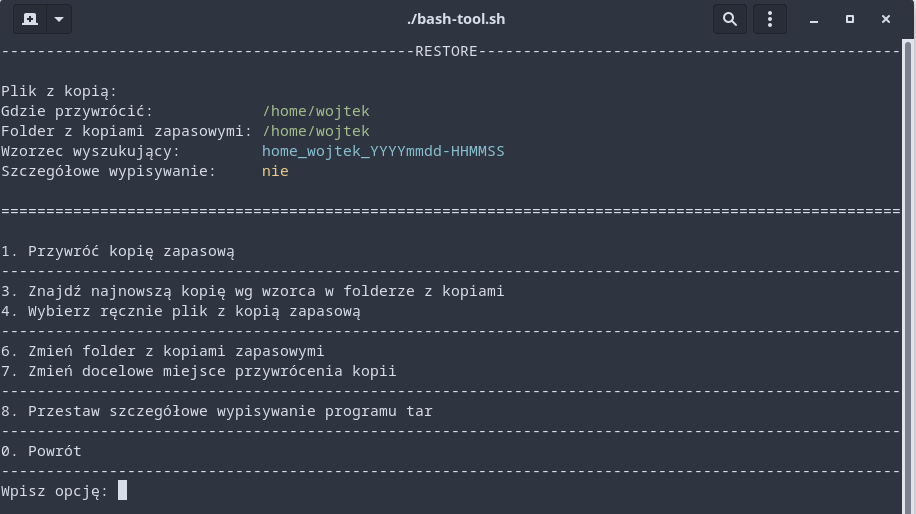 ./bash-tool.sh
----------------------------------------------RESTORE-----------------------------------------------
Plik z kopią:
Gdzie przywrócić: /home/wojtek
Folder z kopiami zapasowymi: /home/wojtek
Wzorzec wyszukujący: home_wojtek_YYYYmmdd-HHMMSS
Szczegółowe wypisywanie: nie
====================================================================================================
1. Przywróć kopię zapasową
----------------------------------------------------------------------------------------------------
3. Znajdź najnowszą kopię wg wzorca w folderze z kopiami
4. Wybierz ręcznie plik z kopią zapasową
----------------------------------------------------------------------------------------------------
6. Zmień folder z kopiami zapasowymi
7. Zmień docelowe miejsce przywrócenia kopii
----------------------------------------------------------------------------------------------------
8. Przestaw szczegółowe wypisywanie programu tar
----------------------------------------------------------------------------------------------------
0. Powrót
----------------------------------------------------------------------------------------------------
Wpisz opcję: